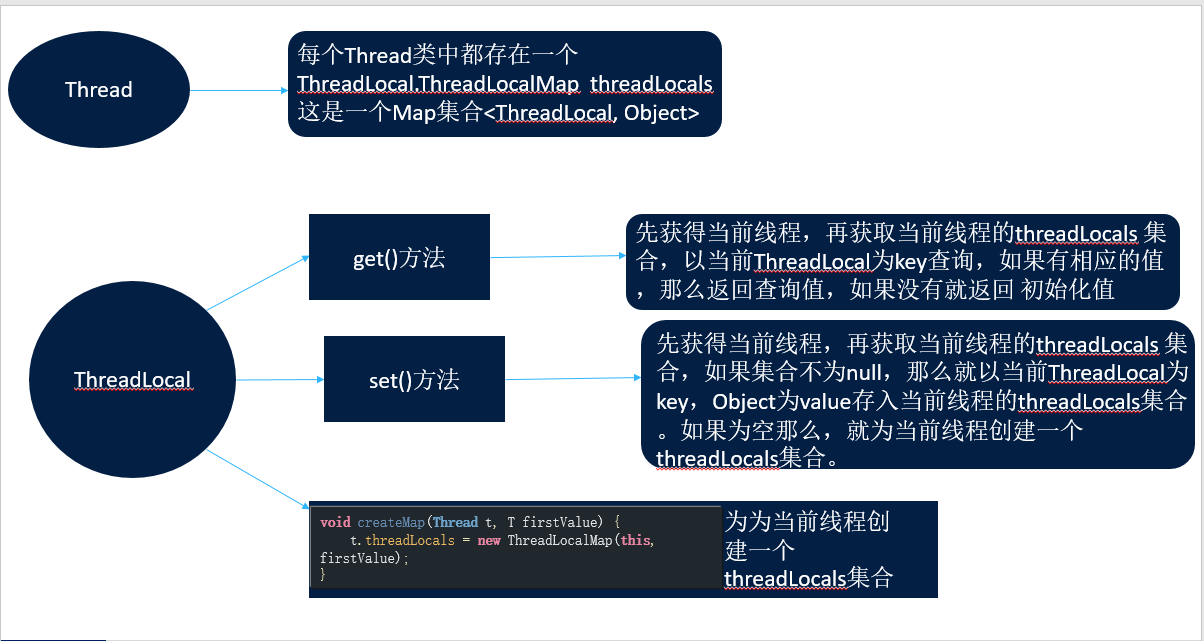 Thread
每个Thread类中都存在一个
ThreadLocal.ThreadLocalMap threadLocals
这是一个Map集合<ThreadLocal, Object>
get()方法
先获得当前线程，再获取当前线程的threadLocals 集
合，以当前ThreadLocal为key查询，如果有相应的值
，那么返回查询值，如果没有就返回 初始化值
ThreadLocal
set()方法
先获得当前线程，再获取当前线程的threadLocals 集
合，如果集合不为null，那么就以当前ThreadLocal为
key，Object为value存入当前线程的threadLocals集合
。如果为空那么，就为当前线程创建一个
threadLocals集合。
void createMap(Thread t, T firstValue) {
t.threadLocals = new ThreadLocalMap(this,
firstValue);
}
为为当前线程创
建一个
threadLocals集合